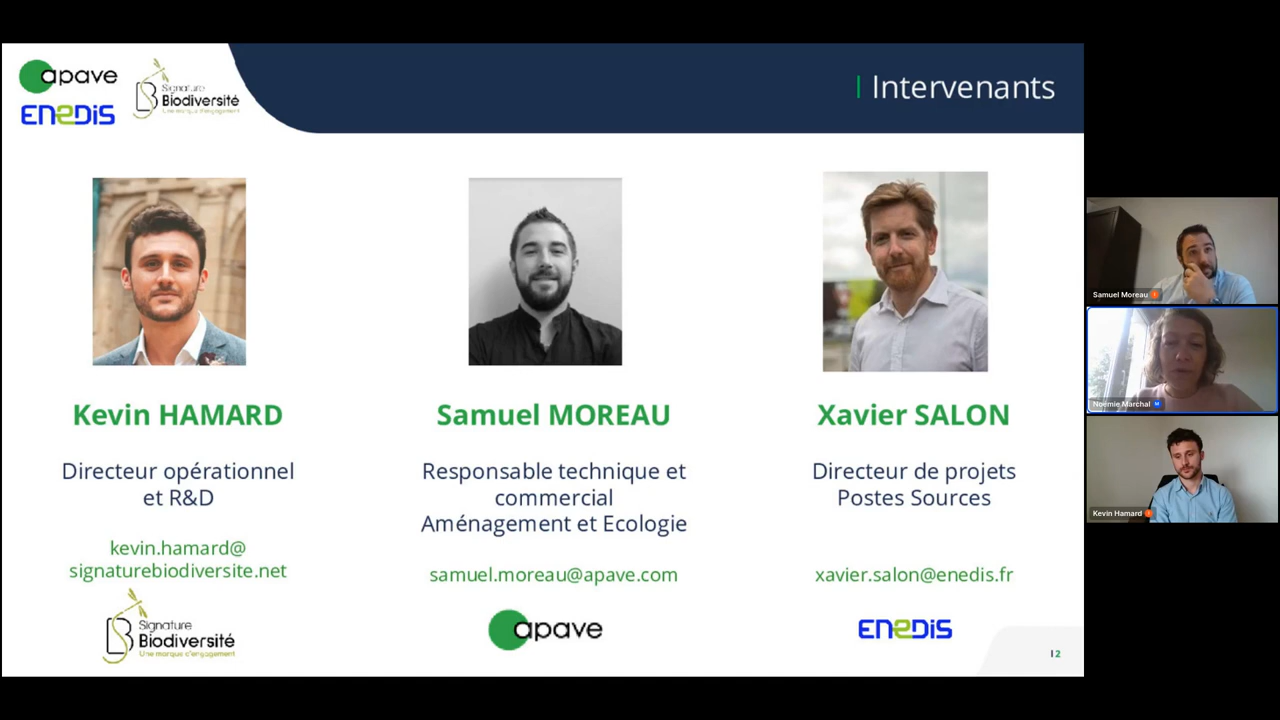 apave
Signature
Biodiversité
Une marque d'engagement
ENEDIS
| Intervenants
Kevin HAMARD
Directeur opérationnel
et R&D
kevin.hamard@
signaturebiodiversite.net
Signature
Biodiversité
Une marque d'engagement
Samuel MOREAU
Responsable technique et
commercial
Aménagement et Ecologie
samuel.moreau@apave.com
apave
Xavier SALON
Directeur de projets
Postes Sources
xavier.salon@enedis.fr
ENEDIS
| 2
Samuel Moreau
Noémie Marchal
M
Kevin Hamard